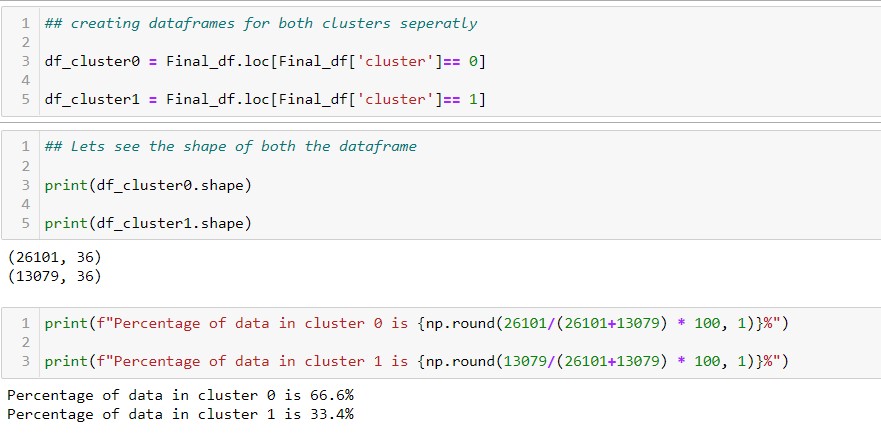 1 ## creating dataframes for both clusters seperatly
2
3 df_cluster0 = Final_df.loc[Final_df['cluster']== 0]
4
5 df_cluster1 = Final_df.loc[Final_df['cluster']== 1]
1 ## Lets see the shape of both the dataframe
2
3 print(df_cluster0.shape)
4
5 print(df_cluster1.shape)
(26101, 36)
(13079, 36)
1 print(f"Percentage of data in cluster 0 is {np.round(26101/(26101+13079) * 100, 1)}%")
2
3 print(f"Percentage of data in cluster 1 is {np.round(13079/(26101+13079) * 100, 1)}%")
Percentage of data in cluster 0 is 66.6%
Percentage of data in cluster 1 is 33.4%